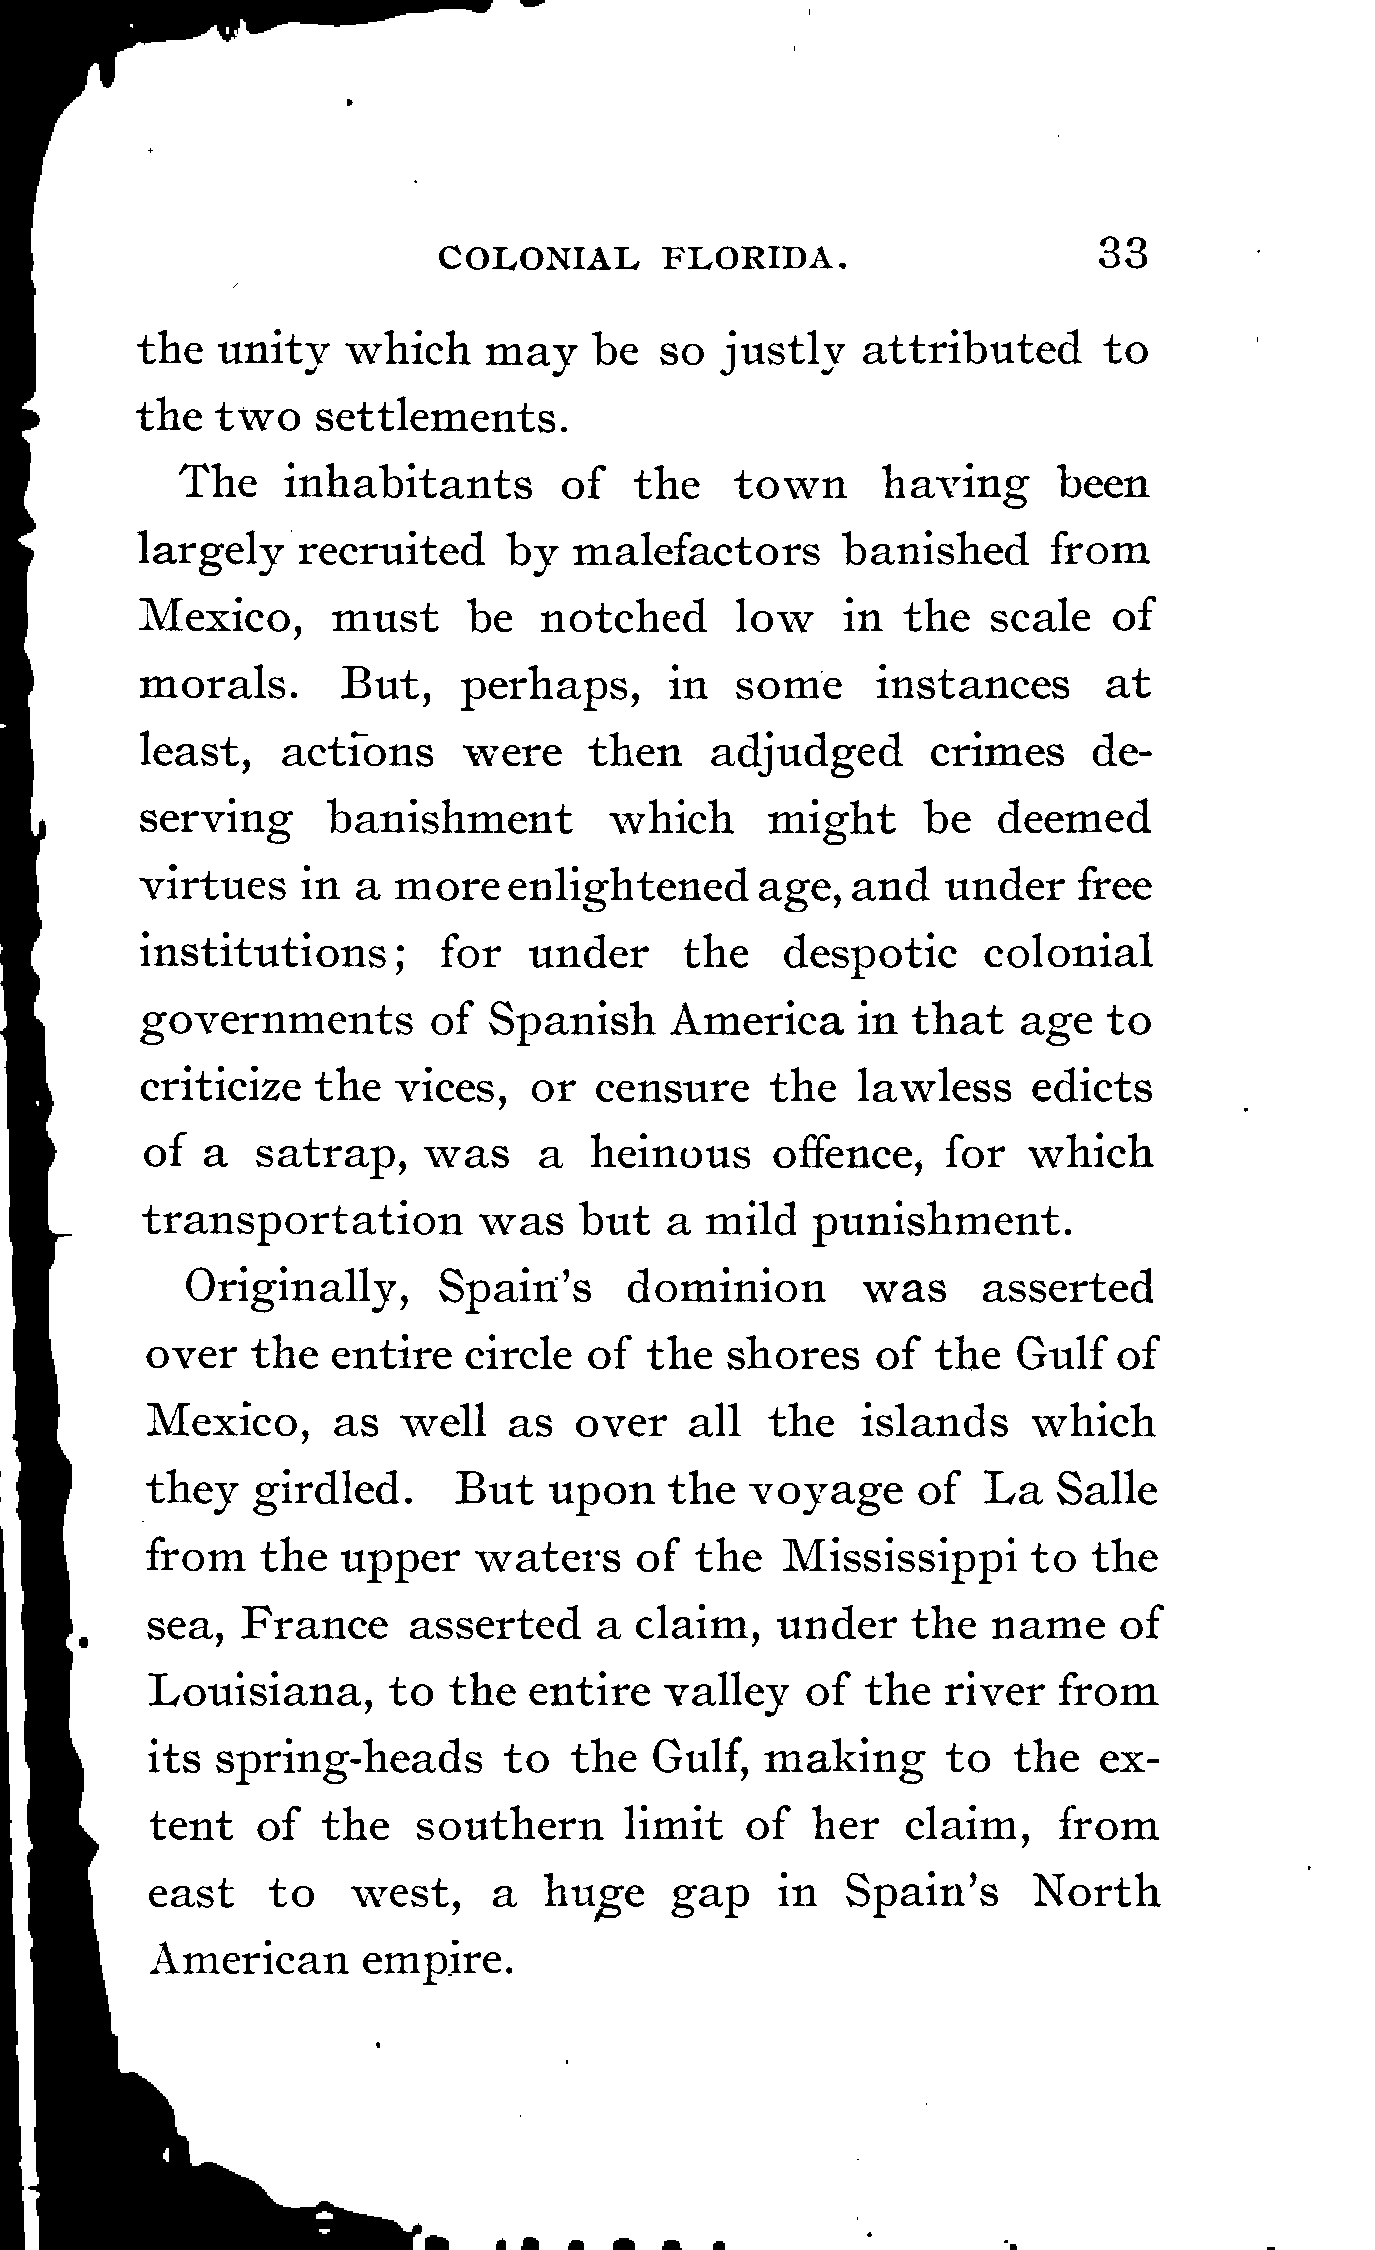 COLONIAL FLORIDA. 33
the unity which may be so justly attributed to
the two settlements.
The inhabitants of the town having been
largely recruited by malefactors banished from
Mexico, must be notched low in the scale of
morals. But, perhaps, in some instances at
least, actions were then adjudged crimes de-
serving banishment which might be deemed
virtues in a more enlightened age, and under free
institutions; for under the despotic colonial
governments of Spanish America in that age to
criticize the vices, or censure the lawless edicts
of a satrap, was a heinous offence, for which
transportation was but a mild punishment.
Originally, Spain's dominion was asserted
over the entire circle of the shores of the Gulf of
Mexico, as well as over all the islands which
they girdled. But upon the voyage of La Salle
from the upper waters of the Mississippi to the
sea, France asserted a claim, under the name of
Louisiana, to the entire valley of the river from
its spring-heads to the Gulf, making to the ex-
tent of the southern limit of her claim, from
east to west, a huge gap in Spain's North
American empire.